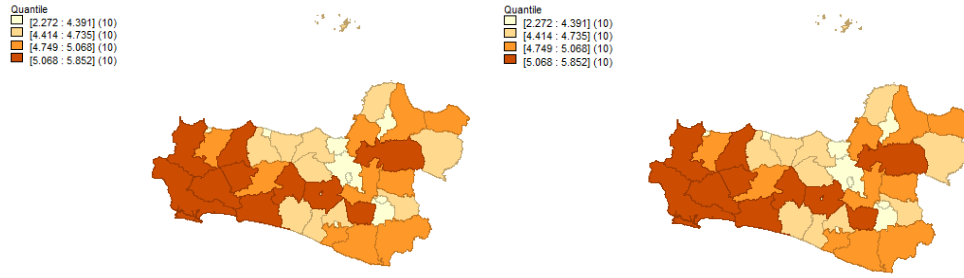 Quantile
[2.272 : 4.391] (10)
[4.414 : 4.735] (10)
[4.749 : 5.068] (10)
[5.068 : 5.852] (10)
Quantile
[2.272 : 4.391] (10)
[4.414 : 4.735] (10)
[4.749 : 5.068] (10)
[5.068 : 5.852] (10)